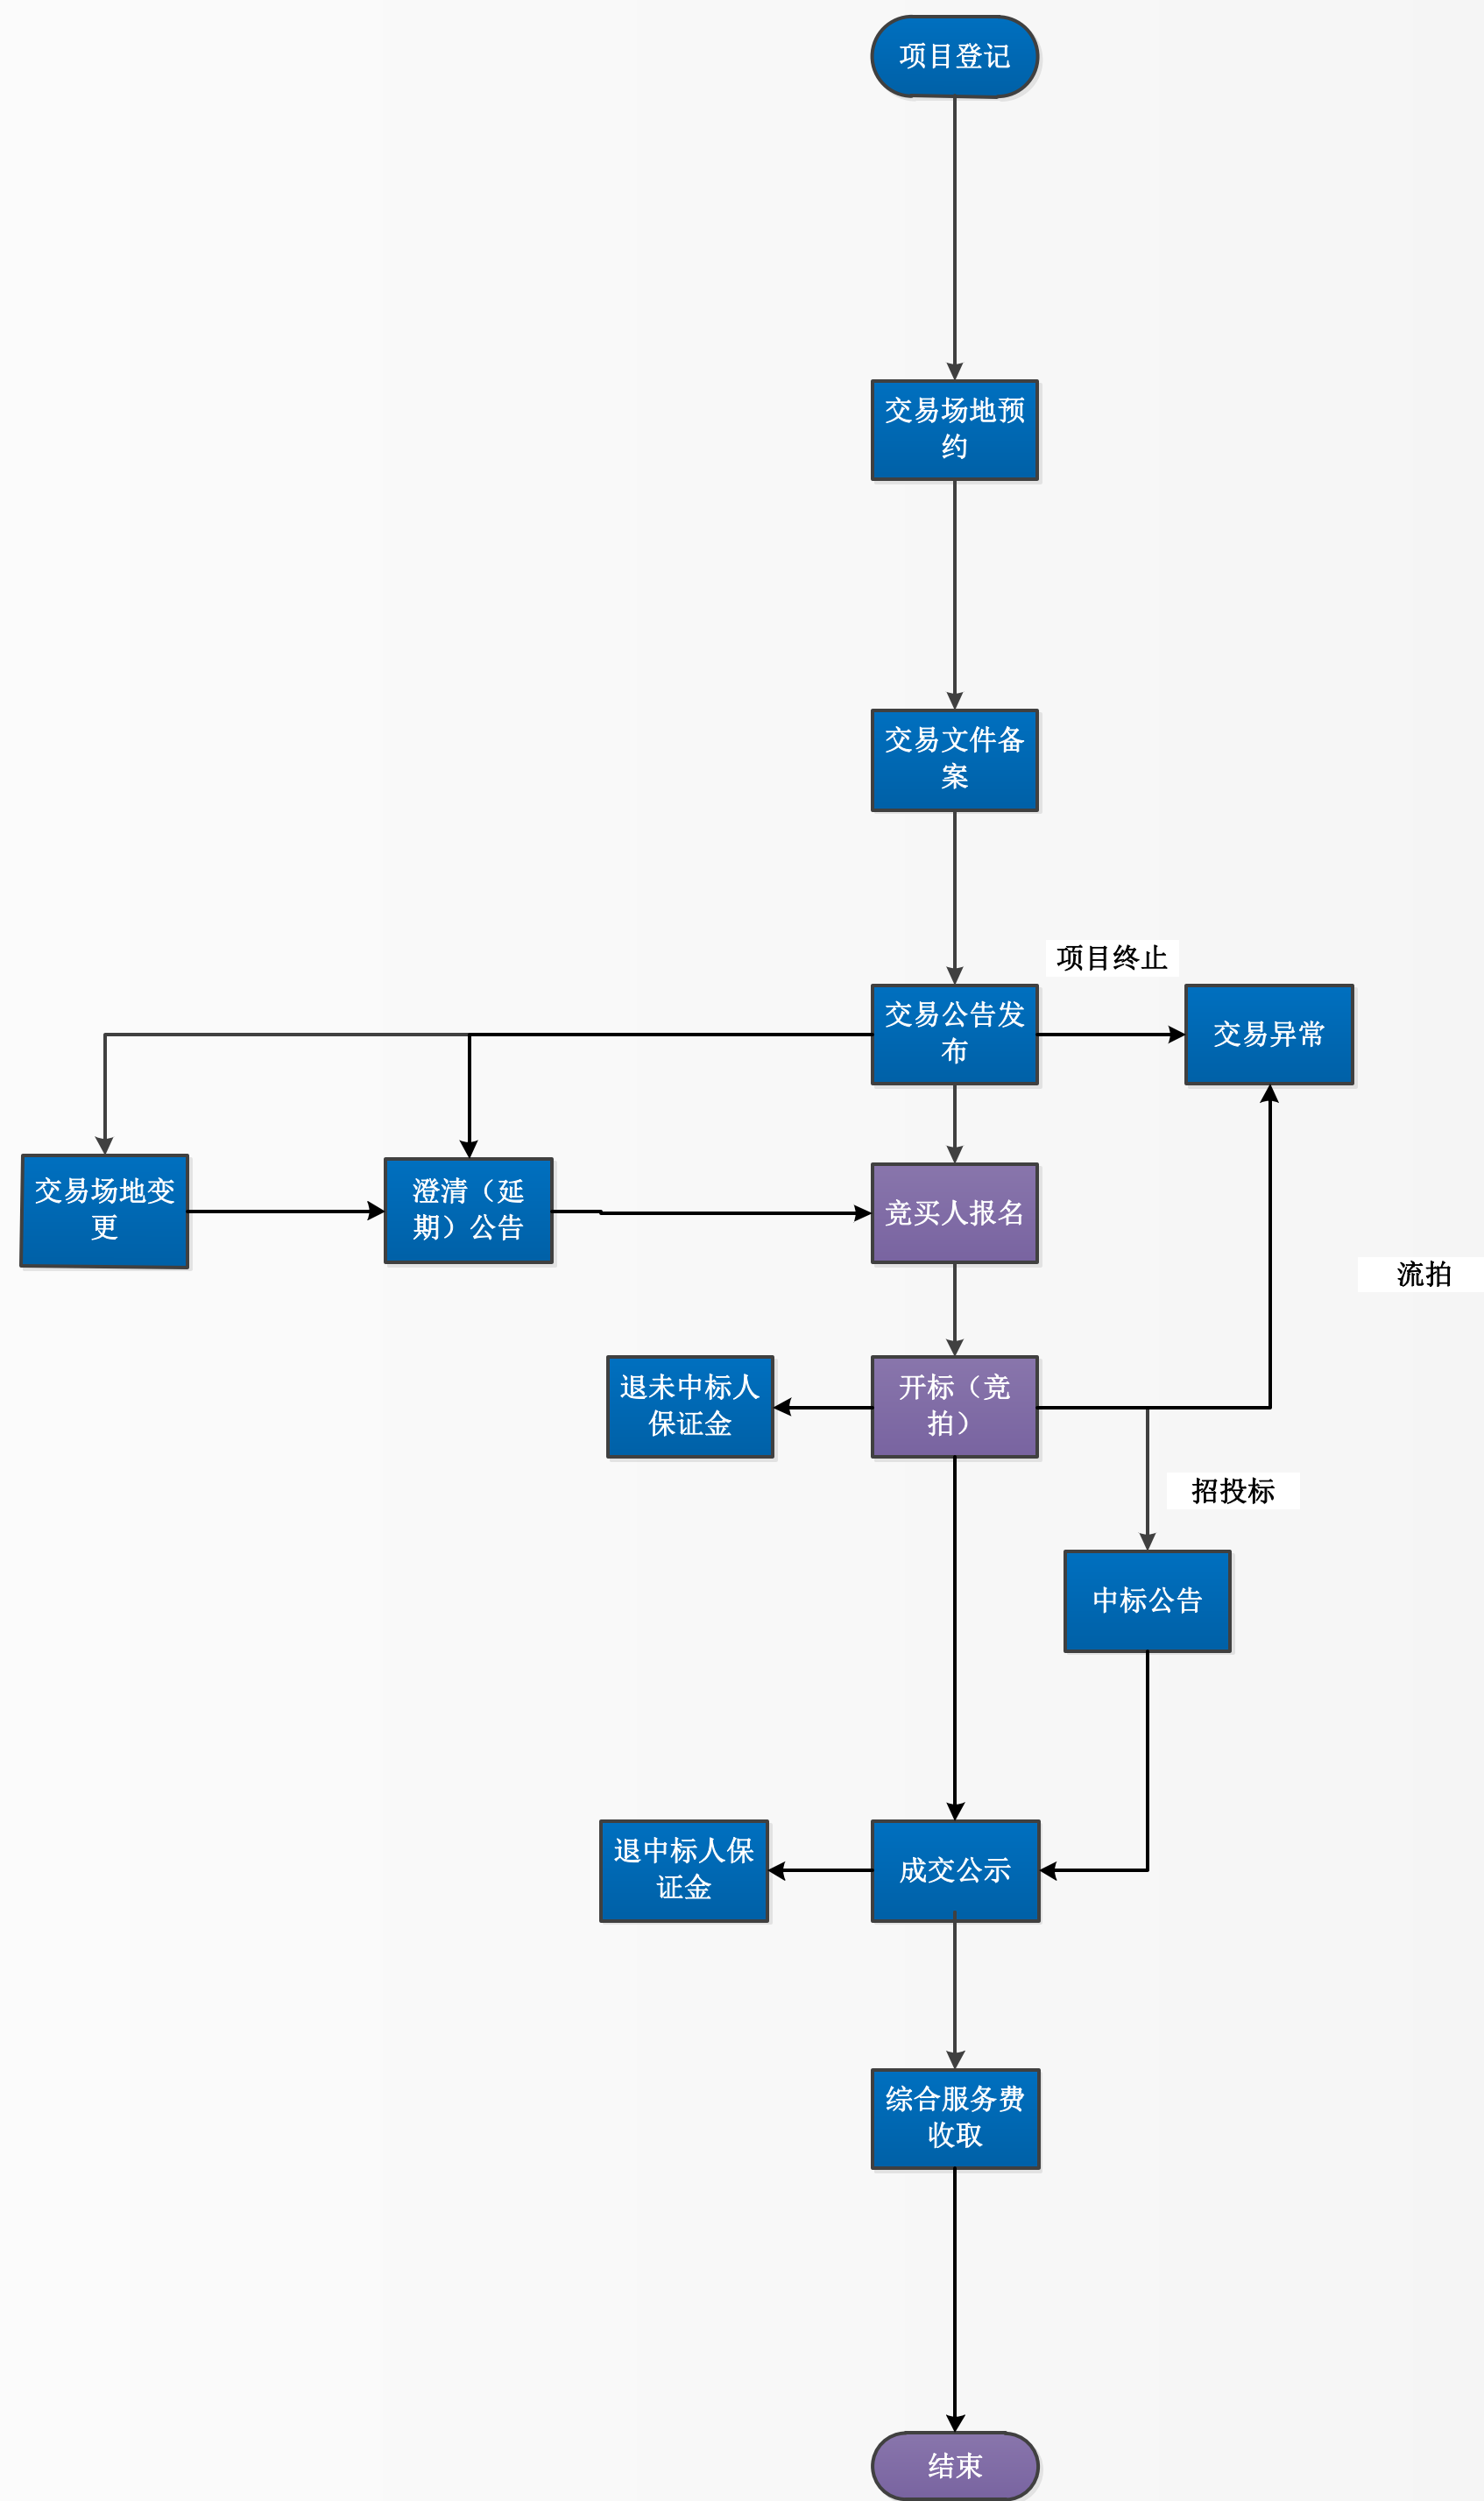 项目登记
交易场地预
约
交易文件备
案
项目终止
交易公告发
布
交易异常
交易场地变
更
澄清（延
期）公告
竞买人报名
流拍
退未中标人
保证金
开标（竞
拍）
招投标
中标公告
退中标人保
证金
成交公示
综合服务费
收取
结束